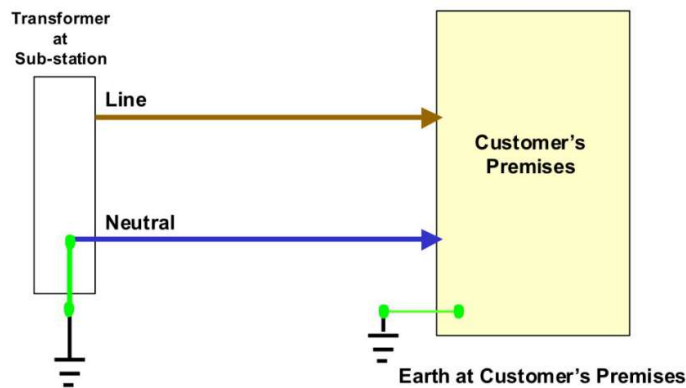 Transformer
at
Sub-station
Line
Customer's
Premises
Neutral
Earth at Customer's Premises